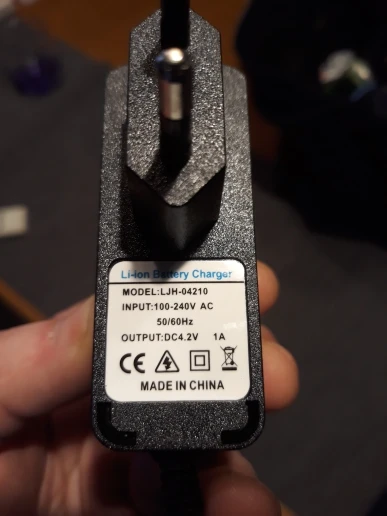 Li-ion Battery Charger
MODEL:LJH-04210
INPUT:100-240V AC
50/60Hz
OUTPUT:DC4.2V 1A
CE
MADE IN CHINA